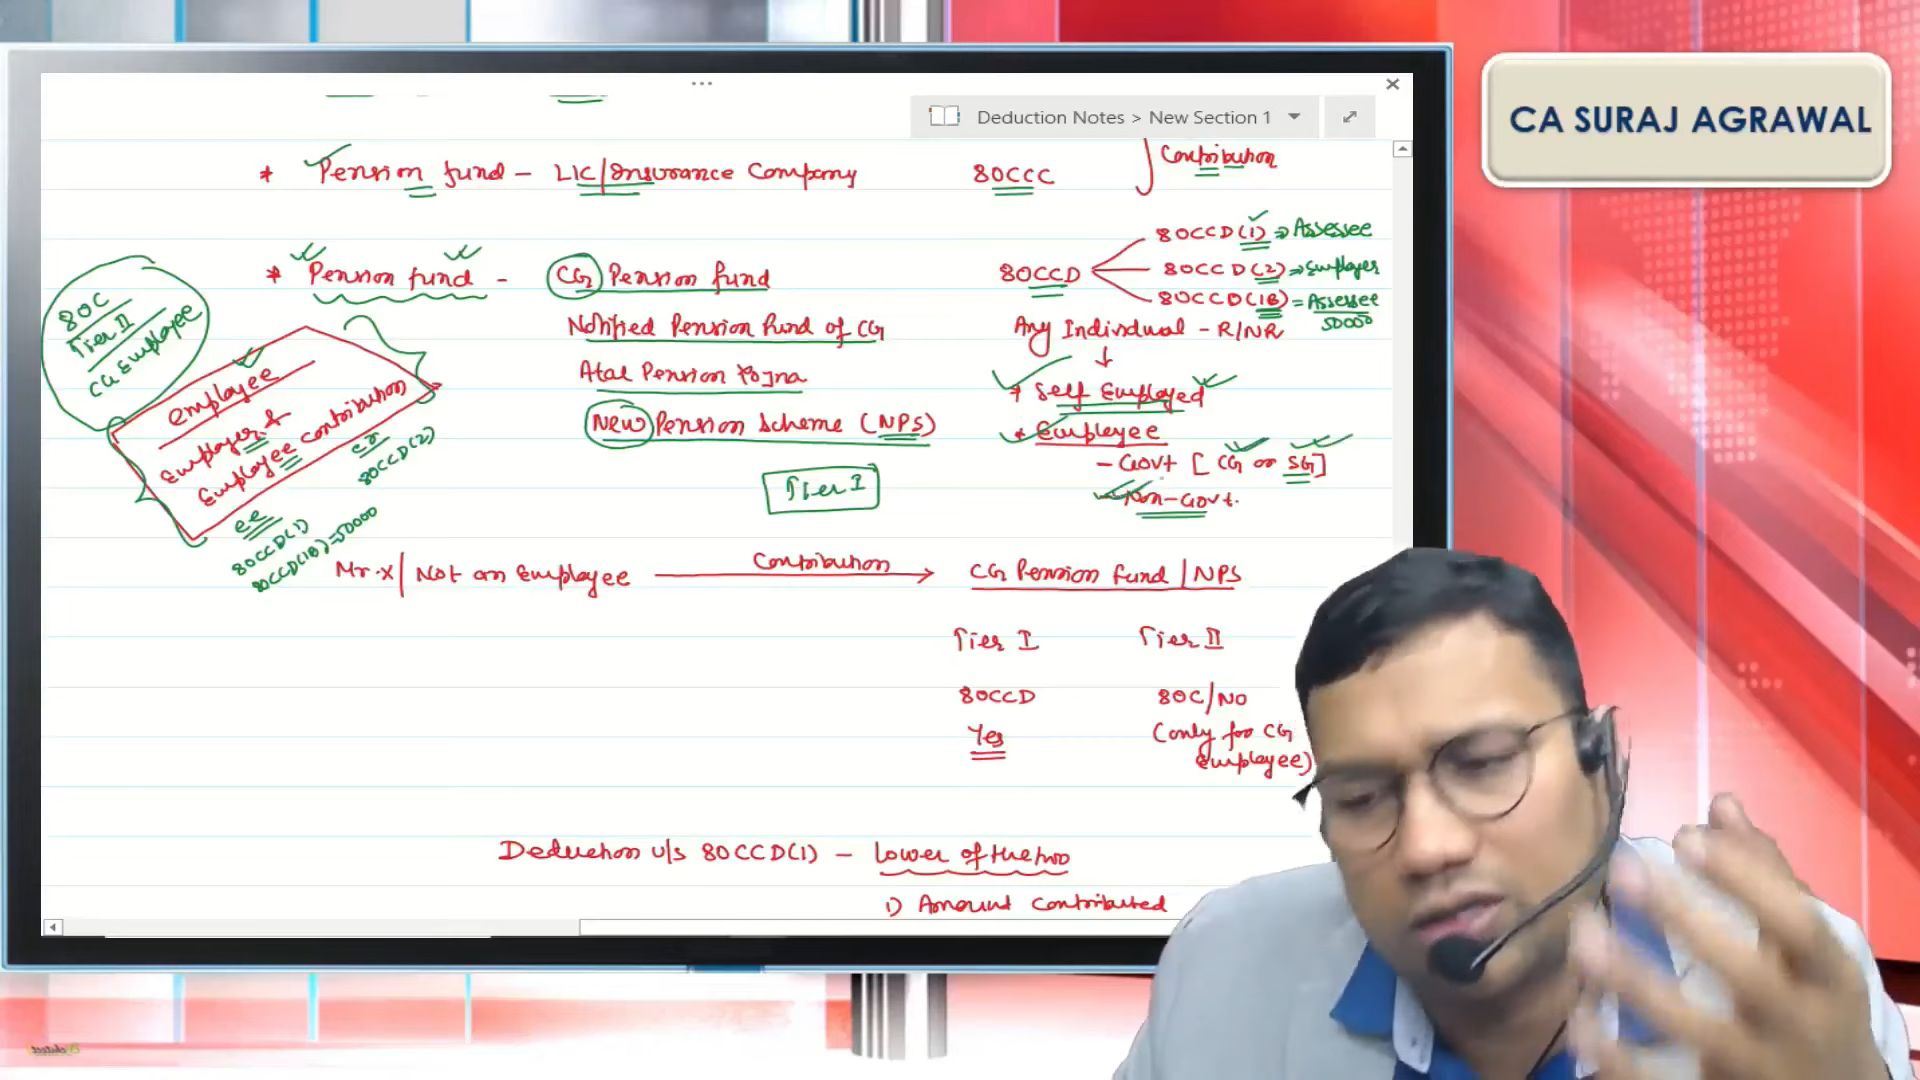 CA SURAJ AGRAWAL
Deduction Notes > New Section 1
Contribution
* Pension fund - LIC/Insurance Company 80CCC
* Pension fund - CG Pension fund
Notified Pension Fund of CG
Atal Pension Yojna
New Pension Scheme (NPS)
Tier I
80CCD
80CCD(1) ⇒ Assessee
80CCD(2) ⇒ Employer
80CCD(1B) = Assessee
50000
Any Individual - R/NR
↓
* Self Employed
* Employee
- Govt [CG or SG]
- Non-Govt.
80C
Tier II
CG Employee
Employee
Employer &
Employee contribution
er
80CCD(2)
ee
80CCD(1)
80CCD(1B)-50000
Mr. X | Not an Employee Contribution → CG Pension fund | NPS
Tier I Tier II
80CCD 80C/No
Yes (only for CG
employee)
Deduction u/s 80CCD(1) - Lower of the two
1) Amount contributed